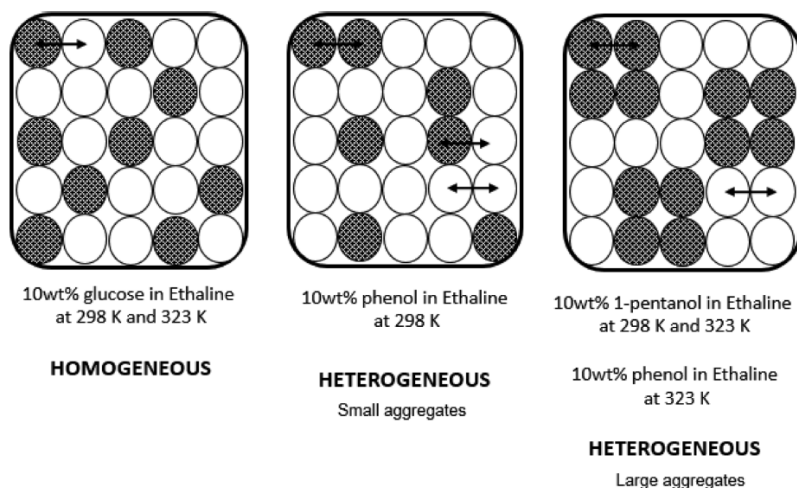 10wt% glucose in Ethaline
at 298 K and 323 K
HOMOGENEOUS
10wt% phenol in Ethaline
at 298 K
HETEROGENEOUS
Small aggregates
10wt% 1-pentanol in Ethaline
at 298 K and 323 K
10wt% phenol in Ethaline
at 323 K
HETEROGENEOUS
Large aggregates